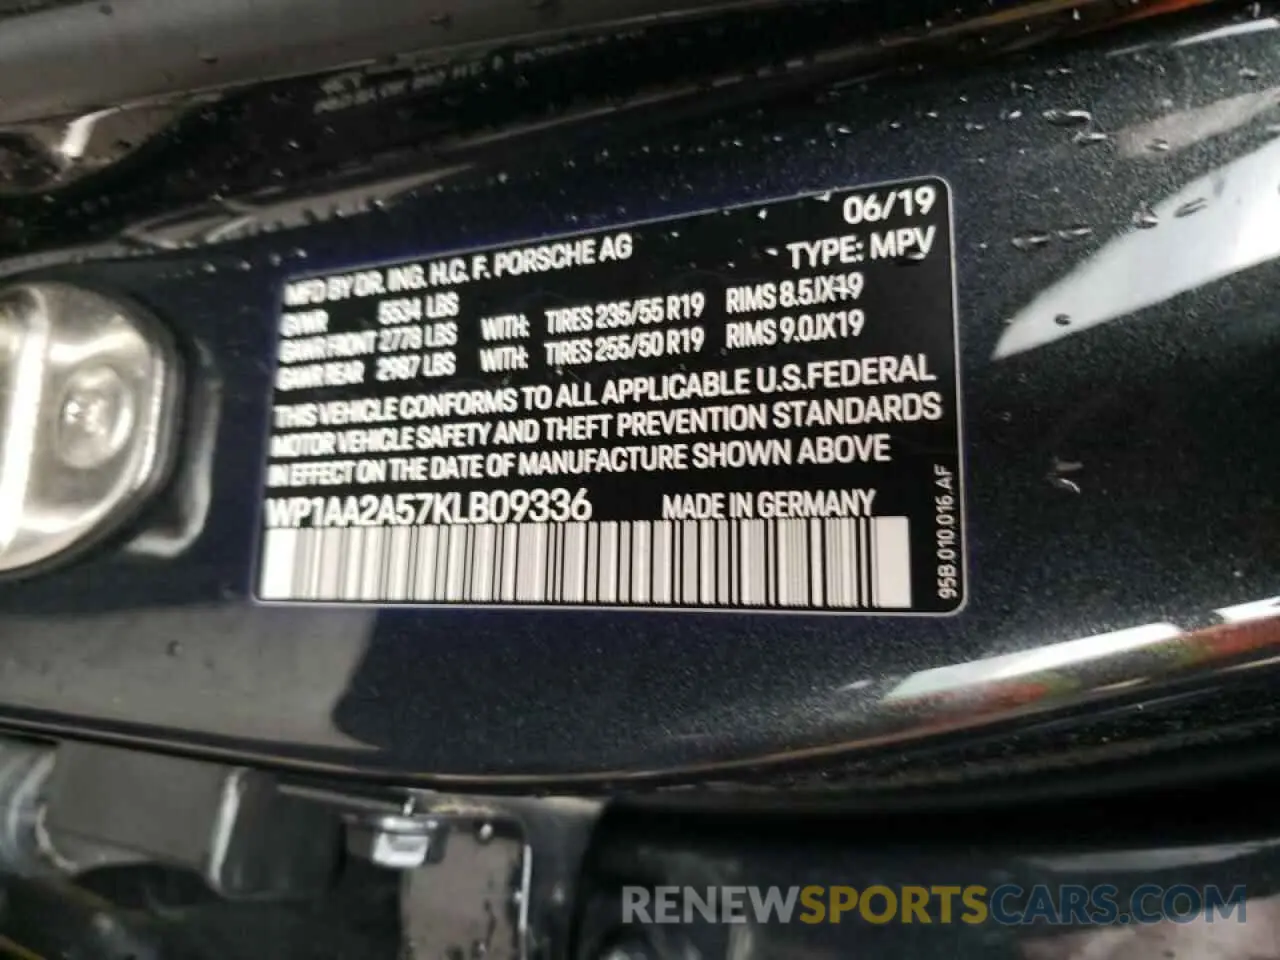 06/19
MFD BY DR. ING. H.C. F. PORSCHE AG TYPE: MPV
GVWR 5534 LBS
GAWR FRONT 2778 LBS WITH: TIRES 235/55 R19 RIMS 8.5JX19
GAWR REAR 2987 LBS WITH: TIRES 255/50 R19 RIMS 9.0JX19
THIS VEHICLE CONFORMS TO ALL APPLICABLE U.S.FEDERAL
MOTOR VEHICLE SAFETY AND THEFT PREVENTION STANDARDS
IN EFFECT ON THE DATE OF MANUFACTURE SHOWN ABOVE
WP1AA2A57KLB09336 MADE IN GERMANY
95B.010.016.AF
RENEWSPORTSCARS.COM